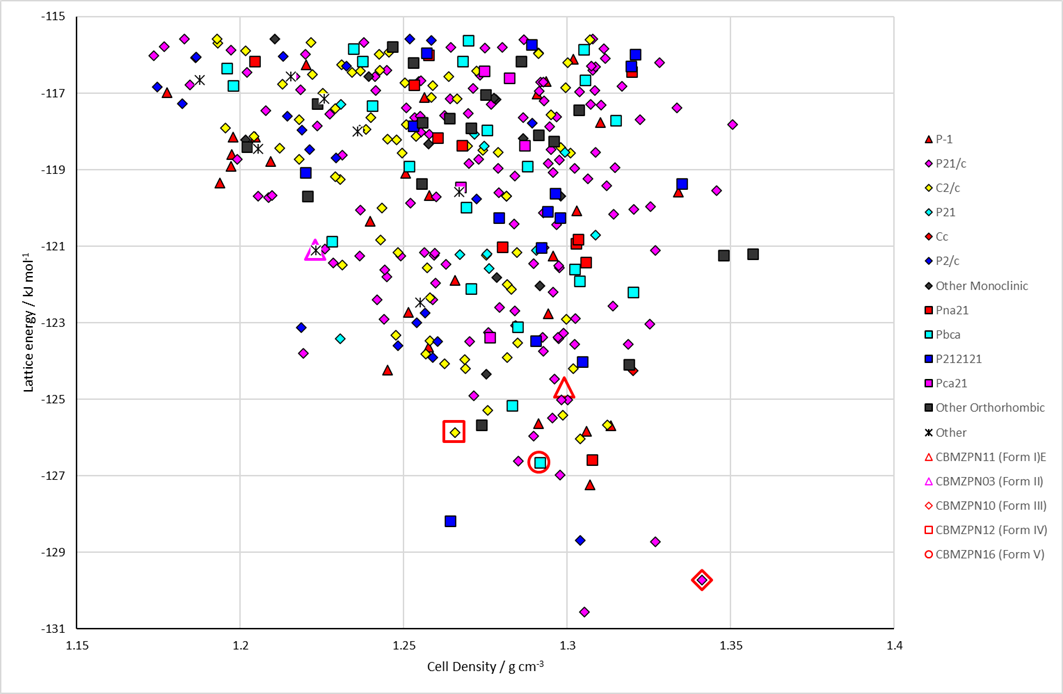 -115
-117
-119
-121
-123
-125
-127
-129
-131
Lattice energy / kJ mol-1
1.15
1.2
1.25
1.3
1.35
1.4
Cell Density / g cm-3
P-1
P21/c
C2/c
P21
Cc
P2/c
Other Monoclinic
Pna21
Pbca
P212121
Pca21
Other Orthorhombic
Other
CBMZPN11 (Form I)E
CBMZPN03 (Form II)
CBMZPN10 (Form III)
CBMZPN12 (Form IV)
CBMZPN16 (Form V)